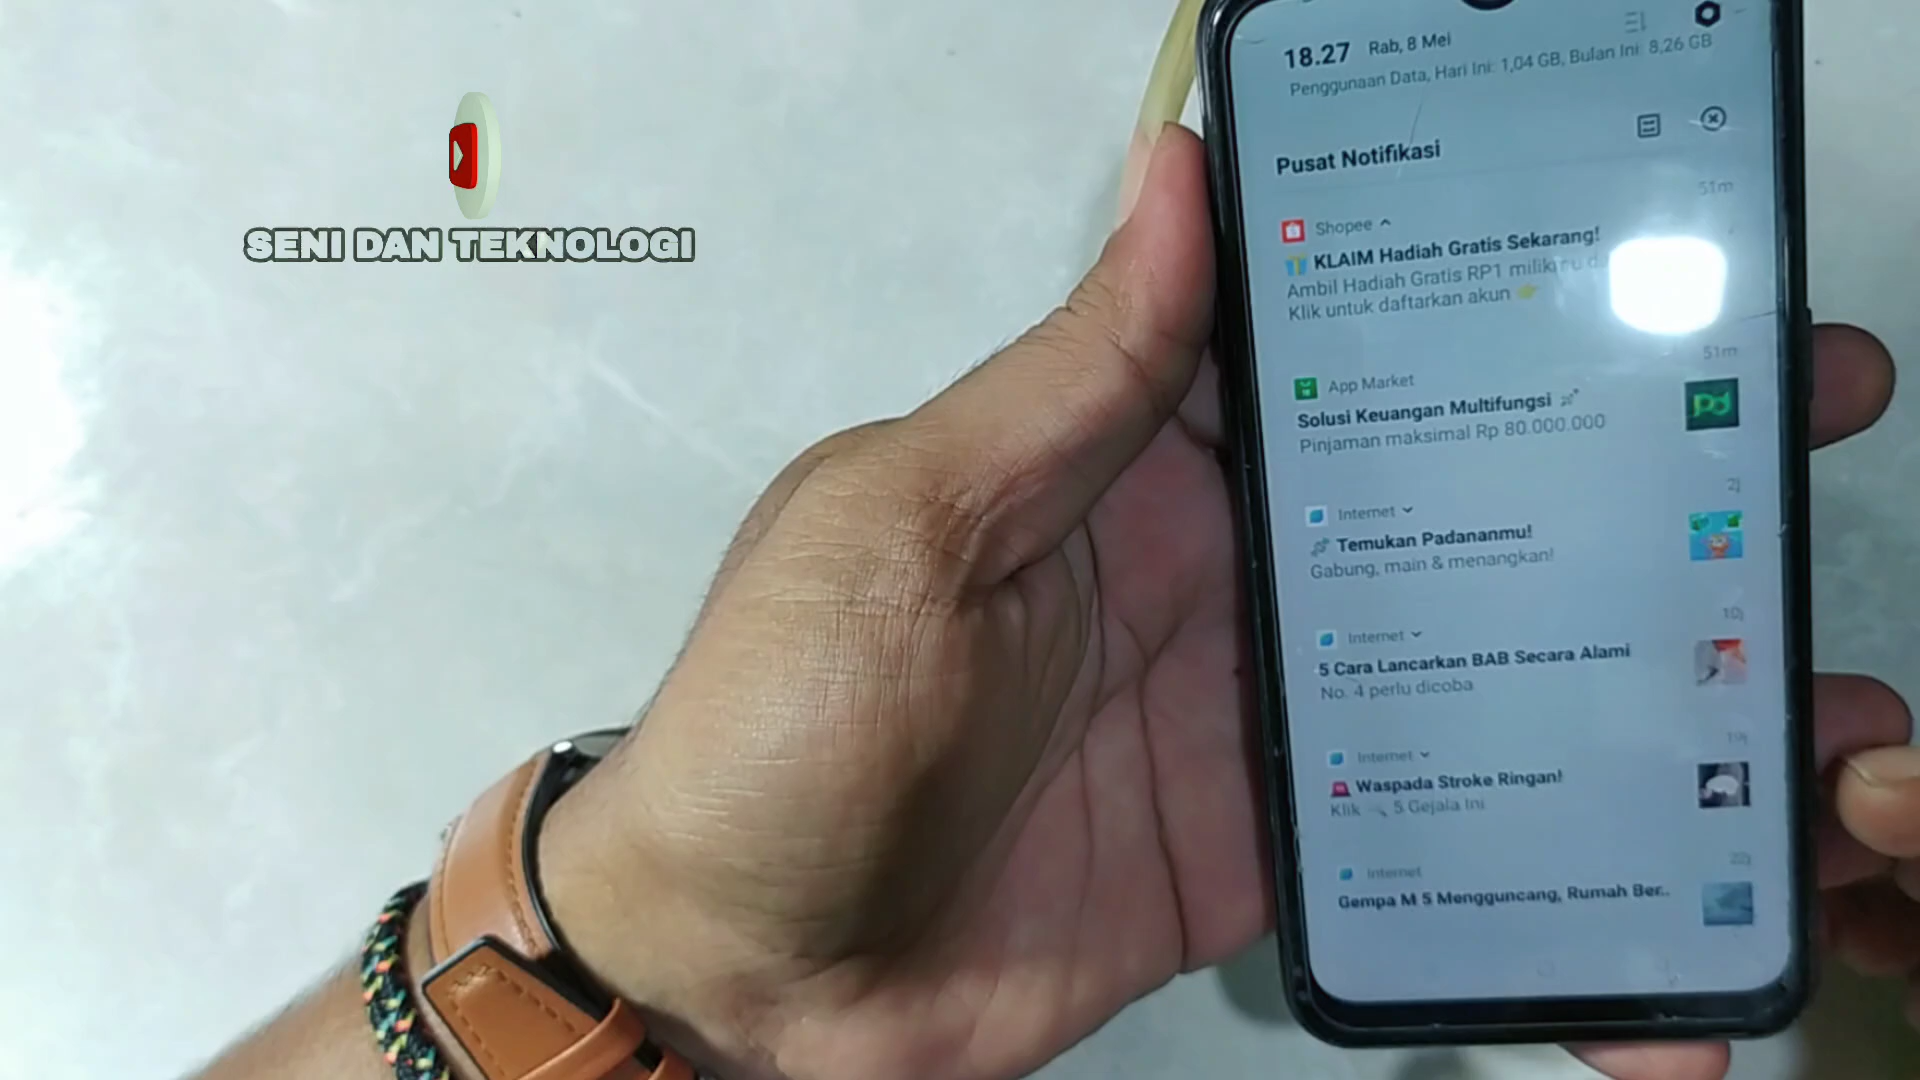 SENI DAN TEKNOLOGI
18.27 Rab, 8 Mei
Penggunaan Data, Hari Ini: 1,04 GB, Bulan Ini: 8,26 GB
Pusat Notifikasi
51m
Shopee
KLAIM Hadiah Gratis Sekarang!
Ambil Hadiah Gratis RP1
Klik untuk daftarkan akun
51m
App Market
Solusi Keuangan Multifungsi
Pinjaman maksimal Rp 80.000.000
2j
Internet
Temukan Padananmu!
Gabung, main & menangkan!
10j
Internet
5 Cara Lancarkan BAB Secara Alami
No. 4 perlu dicoba
19j
Internet
Waspada Stroke Ringan!
Klik 5 Gejala Ini
22j
Internet
Gempa M 5 Mengguncang, Rumah Ber..